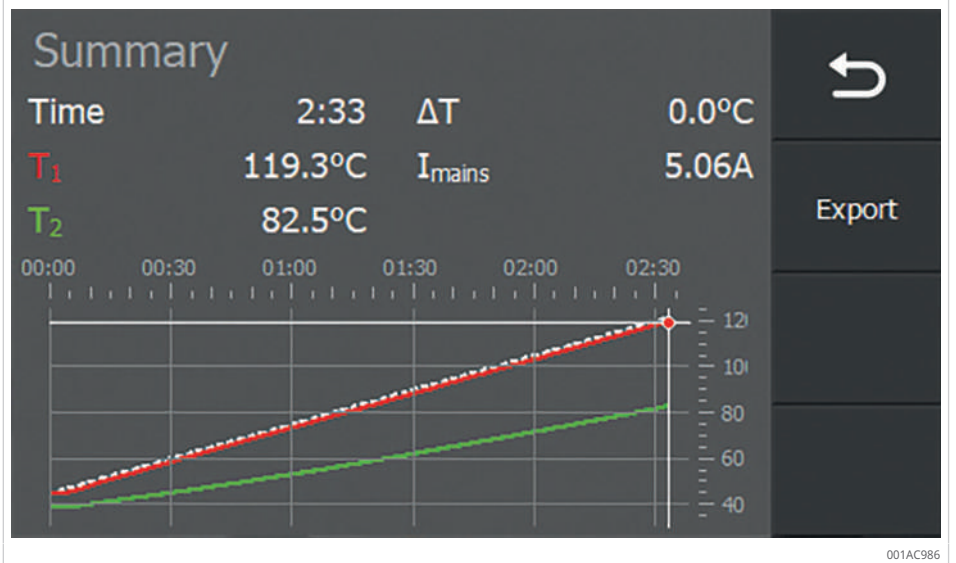 Summary
Time 2:33 ΔT 0.0°C
T1 119.3°C Imains 5.06A
T2 82.5°C
Export
00:00 00:30 01:00 01:30 02:00 02:30
80
60
40
001AC986